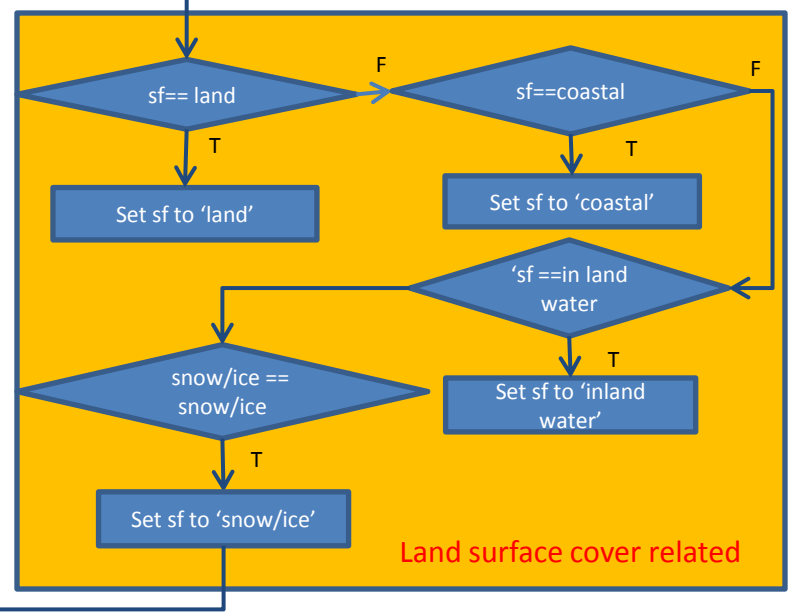 F
F
sf== land
sf==coastal
T
T
Set sf to ‘land’
Set sf to ‘coastal’
‘sf ==in land
water
T
snow/ice ==
snow/ice
Set sf to ‘inland
water’
T
Set sf to ‘snow/ice’
Land surface cover related